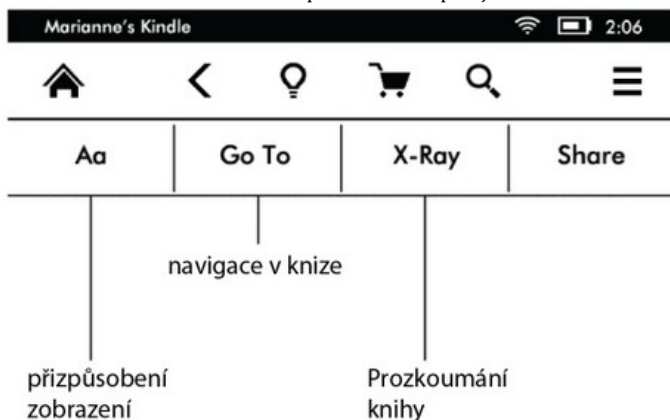 Marianne's Kindle 2:06
Aa Go To X-Ray Share
navigace v knize
přizpůsobení
zobrazení
Prozkoumání
knihy